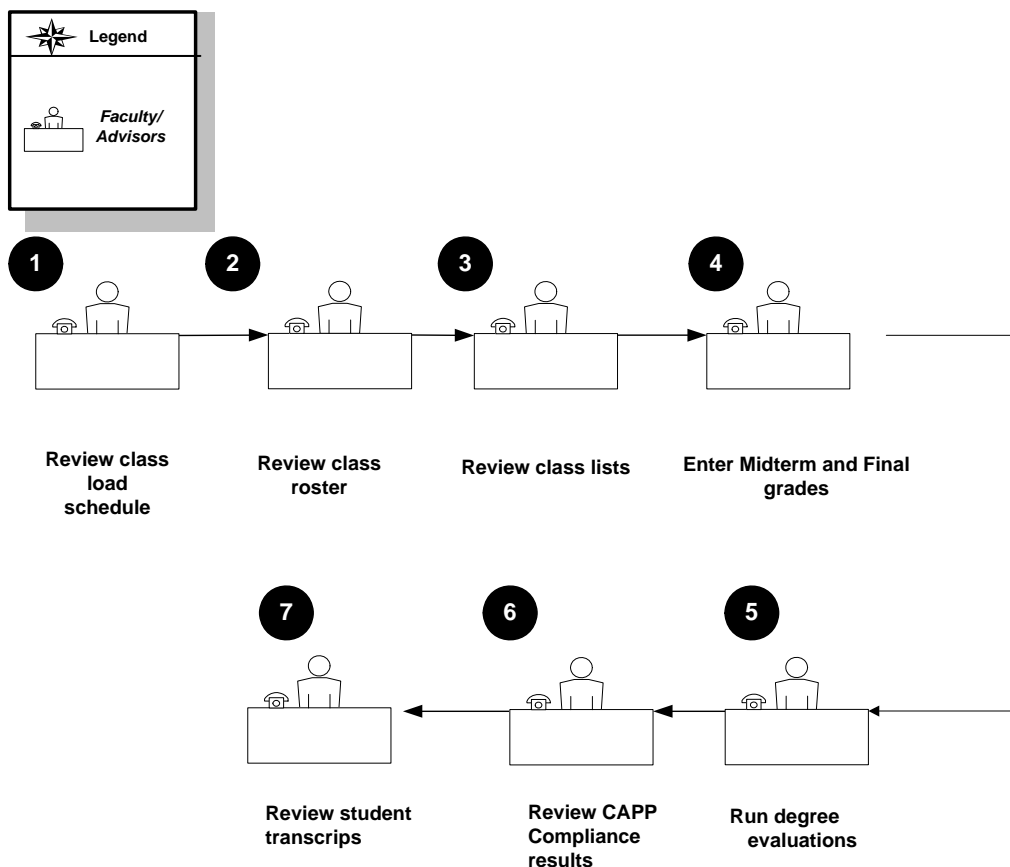 Legend
Faculty/
Advisors
1
2
3
4
Review class
load
schedule
Review class
roster
Review class lists
Enter Midterm and Final
grades
7
6
5
Review student
transcrips
Review CAPP
Compliance
results
Run degree
evaluations